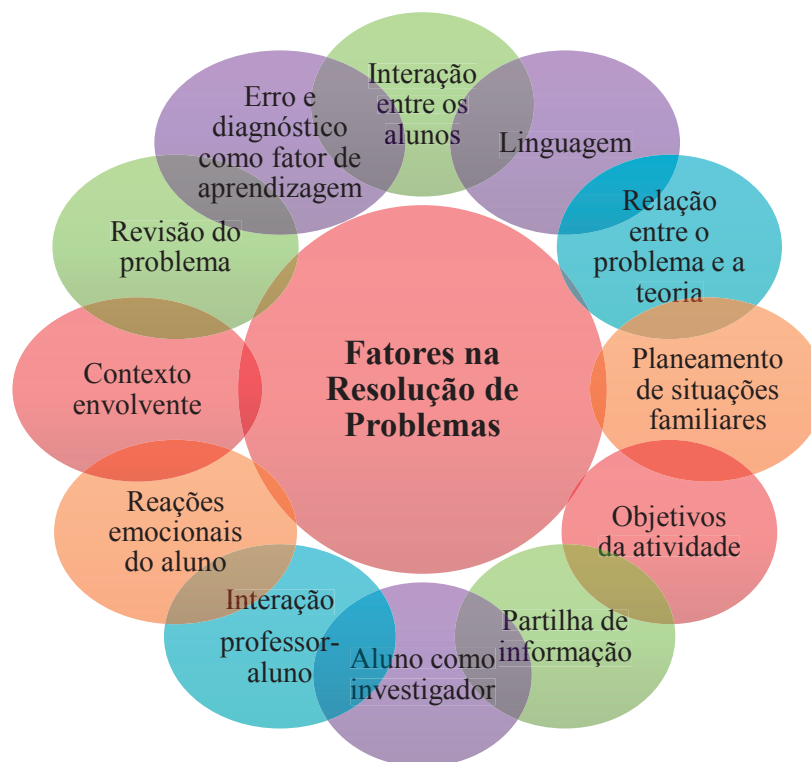 Interação
entre os
alunos
Linguagem
Relação
entre o
problema e a
teoria
Planeamento
de situações
familiares
Objetivos
da atividade
Partilha de
informação
Aluno como
investigador
Interação
professor-
aluno
Reações
emocionais
do aluno
Contexto
envolvente
Revisão do
problema
Erro e
diagnóstico
como fator de
aprendizagem
Fatores na
Resolução de
Problemas